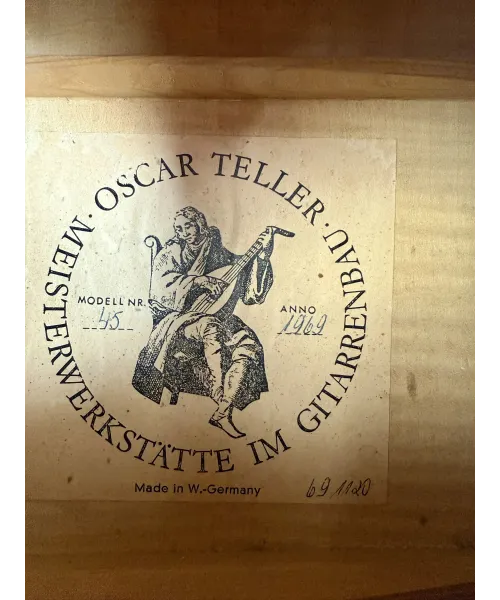 · OSCAR TELLER ·
MEISTERWERKSTÄTTE IM GITARRENBAU
MODELL NR.
45
ANNO
1969
Made in W.-Germany
69 1120